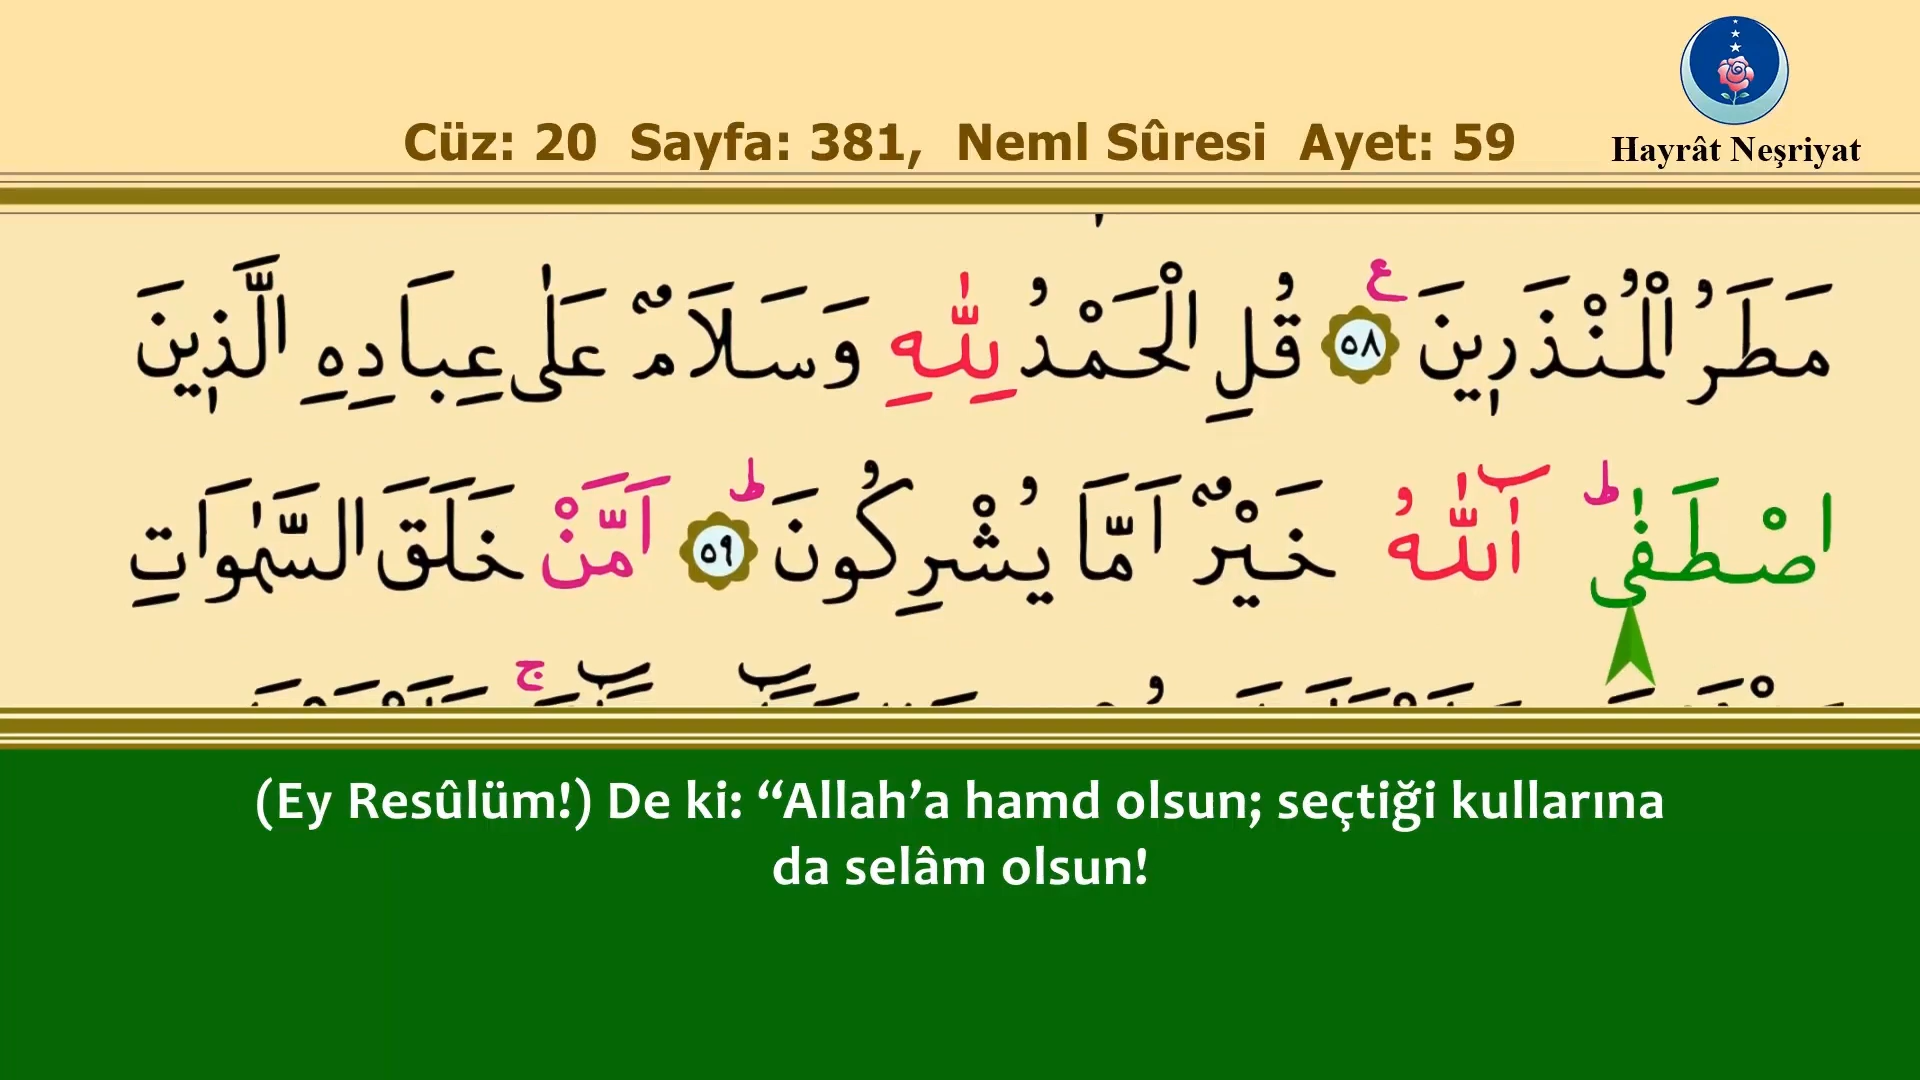 Cüz: 20 Sayfa: 381, Neml Sûresi Ayet: 59
Hayrât Neşriyat
مَطَرُ الْمُنْذَر۪ينَ ع ﴿٥٨﴾ قُلِ الْحَمْدُ لِلّٰهِ وَسَلَامٌ عَلٰى عِبَادِهِ الَّذ۪ينَ
اصْطَفٰىۜ آٰللّٰهُ خَيْرٌ اَمَّا يُشْرِكُونَۜ ﴿٥٩﴾ اَمَّنْ خَلَقَ السَّمٰوَاتِ
(Ey Resûlüm!) De ki: “Allah’a hamd olsun; seçtiği kullarına
da selâm olsun!